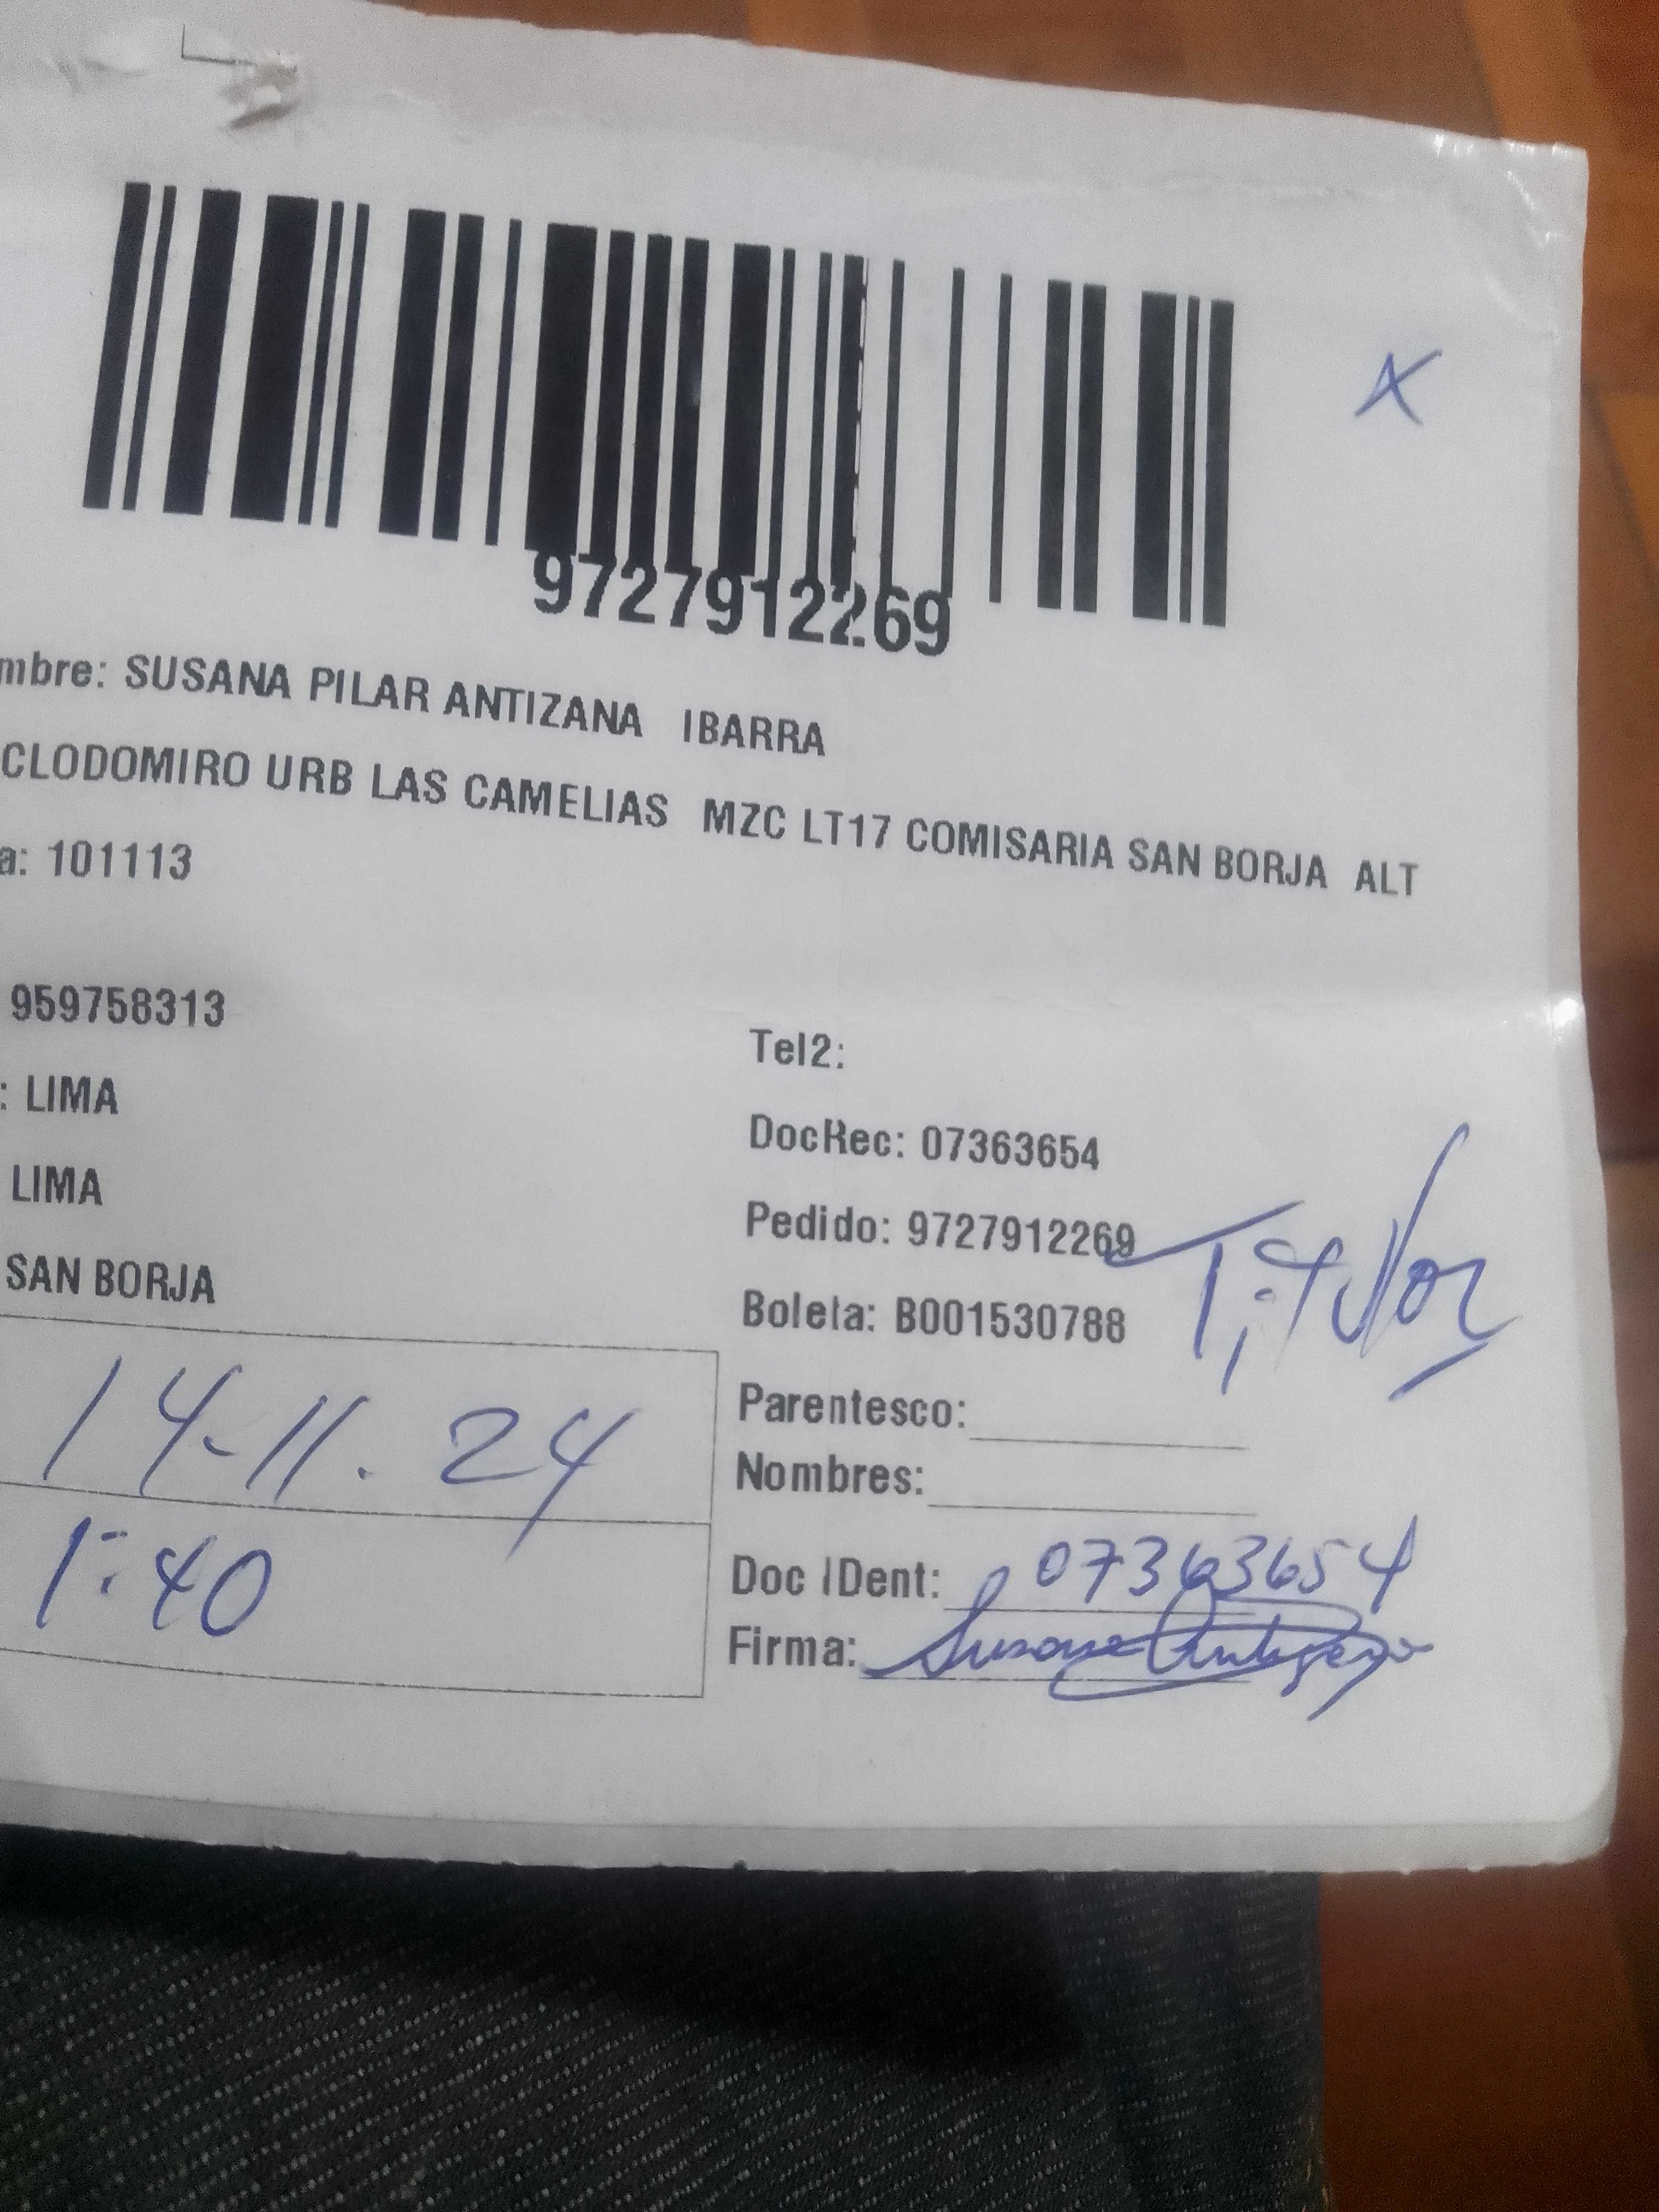 X
9727912269
mbre: SUSANA PILAR ANTIZANA IBARRA
CLODOMIRO URB LAS CAMELIAS MZC LT17 COMISARIA SAN BORJA ALT
a: 101113
959758313
Tel2:
: LIMA
DocRec: 07363654
LIMA
Pedido: 9727912269
Titular
SAN BORJA
Boleta: B001530788
14-11.24
Parentesco:
Nombres:
1:40
Doc IDent: 07363654
Firma: Susana Antizana